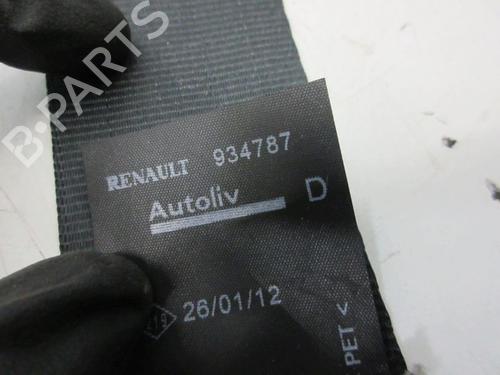 RENAULT 934787
Autoliv
D
26/01/12
PET <
B-PARTS